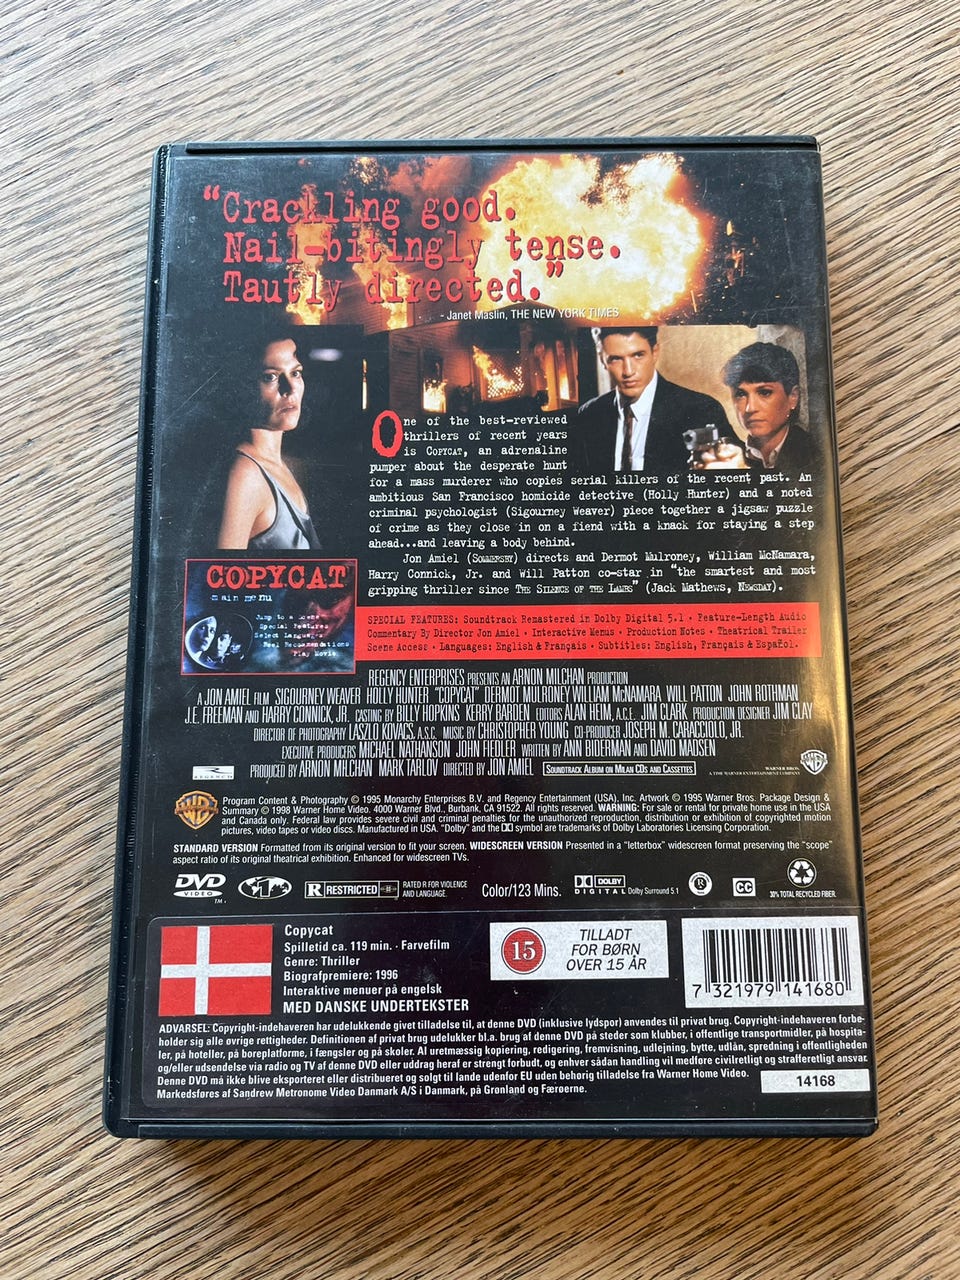 “Crackling good.
Nail-bitingly tense.
Tautly directed.”
- Janet Maslin, THE NEW YORK TIMES
One of the best-reviewed
thrillers of recent years
is COPYCAT, an adrenaline
pumper about the desperate hunt
for a mass murderer who copies serial killers of the recent past. An
ambitious San Francisco homicide detective (Holly Hunter) and a noted
criminal psychologist (Sigourney Weaver) piece together a jigsaw puzzle
of crime as they close in on a fiend with a knack for staying a step
ahead...and leaving a body behind.
Jon Amiel (SOMMERSBY) directs and Dermot Mulroney, William McNamara,
Harry Connick, Jr. and Will Patton co-star in “the smartest and most
gripping thriller since THE SILENCE OF THE LAMBS” (Jack Mathews, NEWSDAY).
COPYCAT
main menu
Jump to a Scene
Special Features
Select Languages
Reel Recommendations
Play Movie
SPECIAL FEATURES: Soundtrack Remastered in Dolby Digital 5.1 · Feature-Length Audio
Commentary By Director Jon Amiel · Interactive Menus · Production Notes · Theatrical Trailer
Scene Access · Languages: English & Français · Subtitles: English, Français & Español.
REGENCY ENTERPRISES PRESENTS AN ARNON MILCHAN PRODUCTION
A JON AMIEL FILM SIGOURNEY WEAVER HOLLY HUNTER "COPYCAT" DERMOT MULRONEY WILLIAM McNAMARA WILL PATTON JOHN ROTHMAN
J.E. FREEMAN AND HARRY CONNICK, JR. CASTING BY BILLY HOPKINS KERRY BARDEN EDITORS ALAN HEIM, A.C.E. JIM CLARK PRODUCTION DESIGNER JIM CLAY
DIRECTOR OF PHOTOGRAPHY LASZLO KOVACS, A.S.C. MUSIC BY CHRISTOPHER YOUNG CO-PRODUCER JOSEPH M. CARACCIOLO, JR.
EXECUTIVE PRODUCERS MICHAEL NATHANSON JOHN FIEDLER WRITTEN BY ANN BIDERMAN AND DAVID MADSEN
PRODUCED BY ARNON MILCHAN MARK TARLOV DIRECTED BY JON AMIEL SOUNDTRACK ALBUM ON MILAN CDS AND CASSETTES
REGENCY
WARNER BROS.
A TIME WARNER ENTERTAINMENT COMPANY
Program Content & Photography © 1995 Monarchy Enterprises B.V. and Regency Entertainment (USA), Inc. Artwork © 1995 Warner Bros. Package Design &
Summary © 1998 Warner Home Video. 4000 Warner Blvd., Burbank, CA 91522. All rights reserved. WARNING: For sale or rental for private home use in the USA
and Canada only. Federal law provides severe civil and criminal penalties for the unauthorized reproduction, distribution or exhibition of copyrighted motion
pictures, video tapes or video discs. Manufactured in USA. "Dolby" and the DD symbol are trademarks of Dolby Laboratories Licensing Corporation.
STANDARD VERSION Formatted from its original version to fit your screen. WIDESCREEN VERSION Presented in a "letterbox" widescreen format preserving the "scope"
aspect ratio of its original theatrical exhibition. Enhanced for widescreen TVs.
DVD VIDEO TM
1
R RESTRICTED
RATED R FOR VIOLENCE
AND LANGUAGE.
Color/123 Mins.
DOLBY DIGITAL Dolby Surround 5.1
R
CC
30% TOTAL RECYCLED FIBER.
Copycat
Spilletid ca. 119 min. · Farvefilm
Genre: Thriller
Biografpremiere: 1996
Interaktive menuer på engelsk
MED DANSKE UNDERTEKSTER
15
TILLADT
FOR BØRN
OVER 15 ÅR
7 321979 141680
ADVARSEL: Copyright-indehaveren har udelukkende givet tilladelse til, at denne DVD (inklusive lydspor) anvendes til privat brug. Copyright-indehaveren forbe-
holder sig alle øvrige rettigheder. Definitionen af privat brug udelukker bl.a. brug af denne DVD på steder som klubber, i offentlige transportmidler, på hospita-
ler, på hoteller, på boreplatforme, i fængsler og på skoler. Al uretmæssig kopiering, redigering, fremvisning, udlejning, bytte, udlån, spredning i offentligheden
og/eller udsendelse via radio og TV af denne DVD eller uddrag heraf er strengt forbudt, og enhver sådan handling vil medføre civilretligt og strafferetligt ansvar.
Denne DVD må ikke blive eksporteret eller distribueret og solgt til lande udenfor EU uden behørig tilladelse fra Warner Home Video.
Markedsføres af Sandrew Metronome Video Danmark A/S i Danmark, på Grønland og Færøerne.
14168